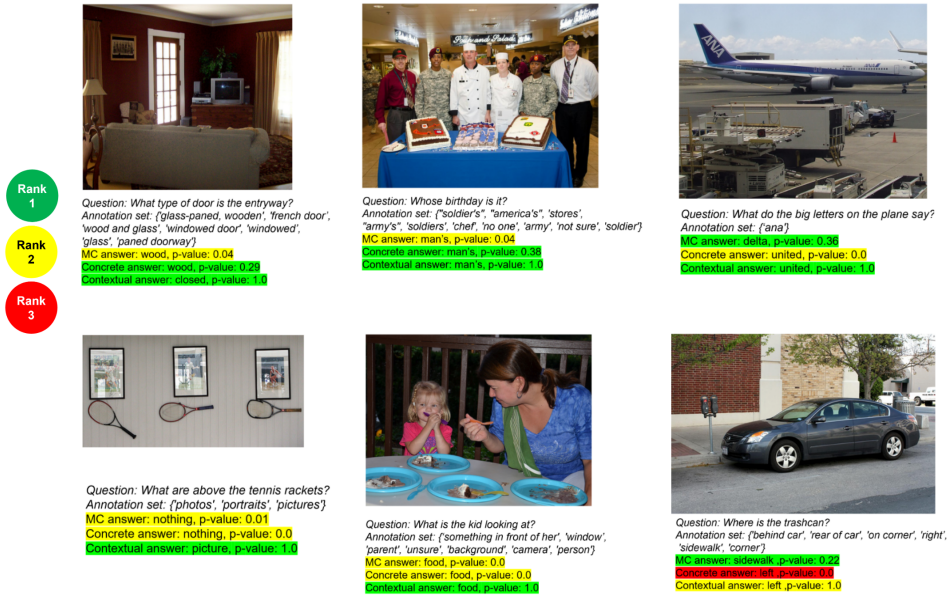 Rank
1
Rank
2
Rank
3
Question: What type of door is the entryway?
Annotation set: {'glass-paned, wooden', 'french door',
'wood and glass', 'windowed door', 'windowed',
'glass', 'paned doorway'}
MC answer: wood, p-value: 0.04
Concrete answer: wood, p-value: 0.29
Contextual answer: closed, p-value: 1.0
Question: Whose birthday is it?
Annotation set: {"soldier's", "america's", 'stores',
"army's", 'soldiers', 'chef', 'no one', 'army', 'not sure', 'soldier'}
MC answer: man's, p-value: 0.04
Concrete answer: man's, p-value: 0.38
Contextual answer: man's, p-value: 1.0
ANA
ANA
Question: What do the big letters on the plane say?
Annotation set: {'ana'}
MC answer: delta, p-value: 0.36
Concrete answer: united, p-value: 0.0
Contextual answer: united, p-value: 1.0
Question: What are above the tennis rackets?
Annotation set: {'photos', 'portraits', 'pictures'}
MC answer: nothing, p-value: 0.01
Concrete answer: nothing, p-value: 0.0
Contextual answer: picture, p-value: 1.0
Question: What is the kid looking at?
Annotation set: {'something in front of her', 'window',
'parent', 'unsure', 'background', 'camera', 'person'}
MC answer: food, p-value: 0.0
Concrete answer: food, p-value: 0.0
Contextual answer: food, p-value: 1.0
Question: Where is the trashcan?
Annotation set: {'behind car', 'rear of car', 'on corner', 'right',
'sidewalk', 'corner'}
MC answer: sidewalk ,p-value: 0.22
Concrete answer: left ,p-value: 0.0
Contextual answer: left ,p-value: 1.0